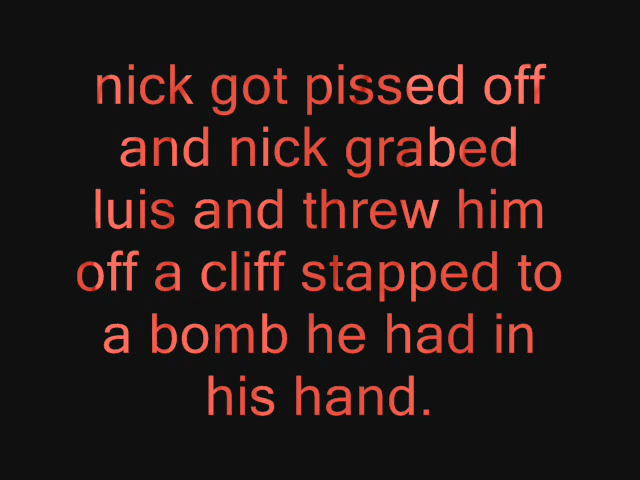 nick got pissed off
and nick grabed
luis and threw him
off a cliff stapped to
a bomb he had in
his hand.